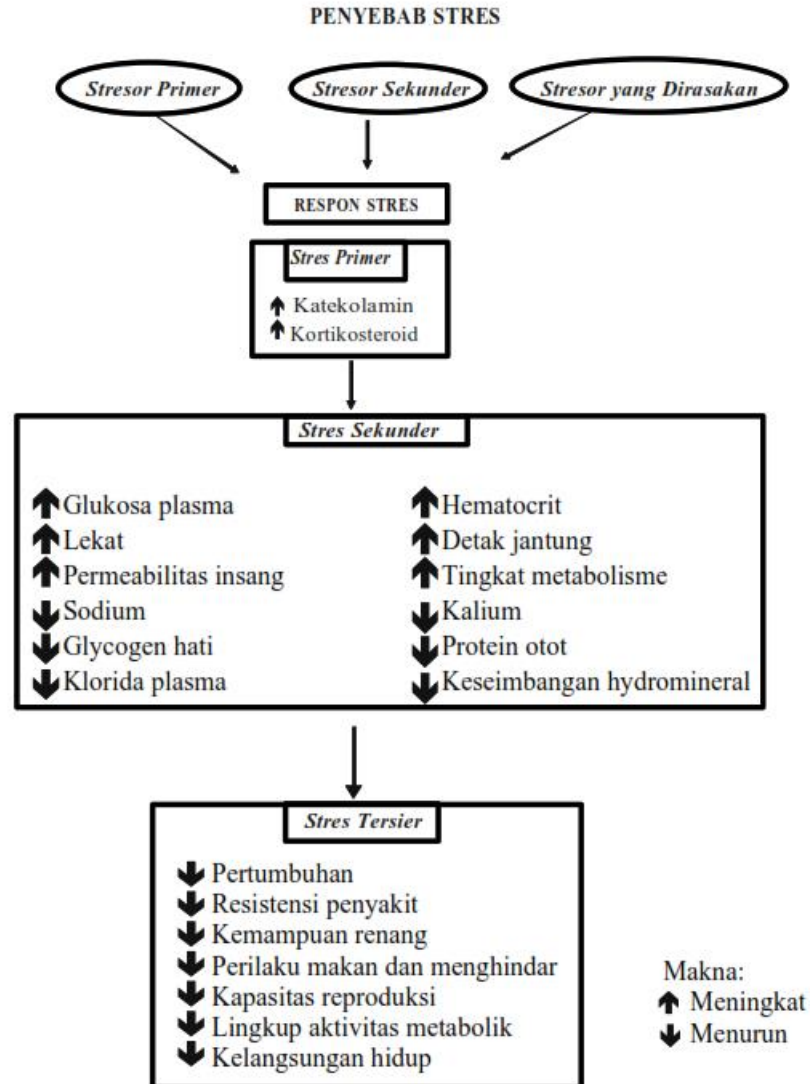 PENYEBAB STRES
Stresor Primer
Stresor Sekunder
Stresor yang Dirasakan
RESPON STRES
Stres Primer
Katekolamin
Kortikosteroid
Stres Sekunder
Glukosa plasma
Lekat
Permeabilitas insang
Sodium
Glycogen hati
Klorida plasma
Hematocrit
Detak jantung
Tingkat metabolisme
Kalium
Protein otot
Keseimbangan hydromineral
Stres Tersier
Pertumbuhan
Resistensi penyakit
Kemampuan renang
Perilaku makan dan menghindar
Kapasitas reproduksi
Lingkup aktivitas metabolik
Kelangsungan hidup
Makna:
Meningkat
Menurun